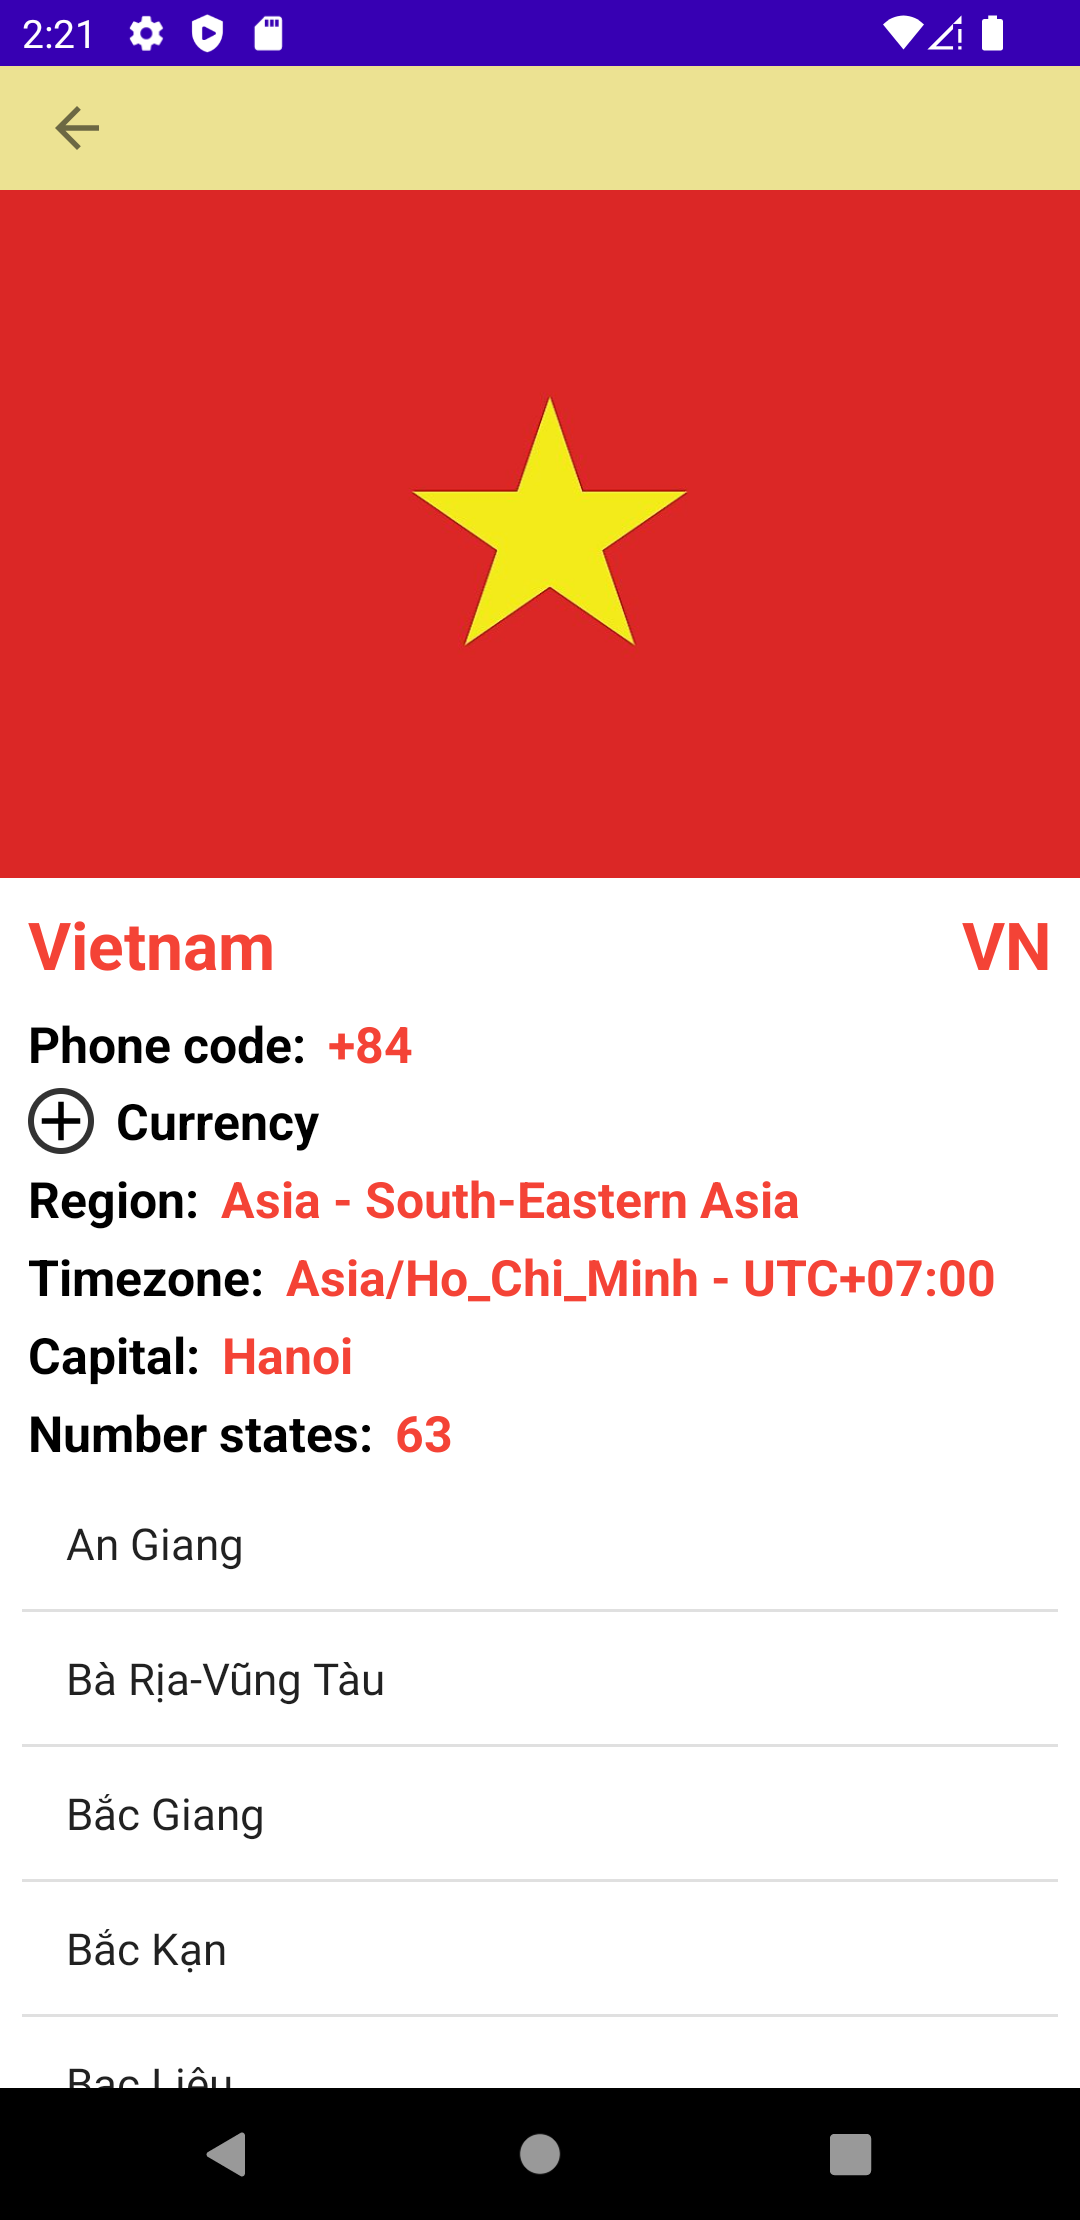 2:21
Vietnam VN
Phone code: +84
Currency
Region: Asia - South-Eastern Asia
Timezone: Asia/Ho_Chi_Minh - UTC+07:00
Capital: Hanoi
Number states: 63
An Giang
Bà Rịa-Vũng Tàu
Bắc Giang
Bắc Kạn